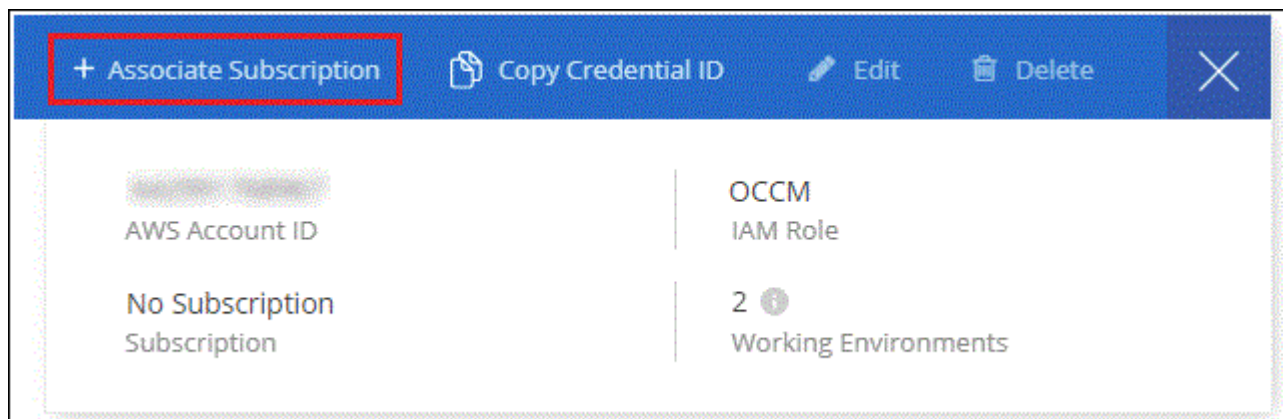 + Associate Subscription Copy Credential ID Edit Delete
OCCM
AWS Account ID IAM Role
No Subscription 2
Subscription Working Environments